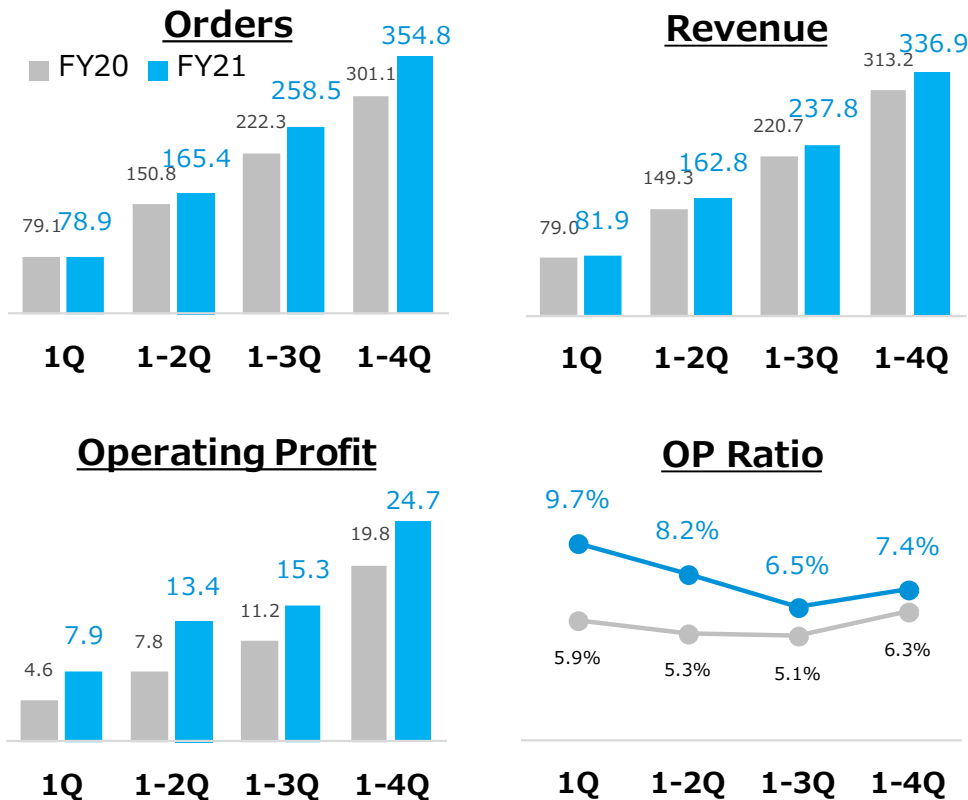 Orders
FY20 FY21
79.1 78.9 150.8 165.4 222.3 258.5 301.1 354.8
1Q 1-2Q 1-3Q 1-4Q
Revenue
79.0 81.9 149.3 162.8 220.7 237.8 313.2 336.9
1Q 1-2Q 1-3Q 1-4Q
Operating Profit
4.6 7.9 7.8 13.4 11.2 15.3 19.8 24.7
1Q 1-2Q 1-3Q 1-4Q
OP Ratio
9.7% 8.2% 6.5% 7.4%
5.9% 5.3% 5.1% 6.3%
1Q 1-2Q 1-3Q 1-4Q